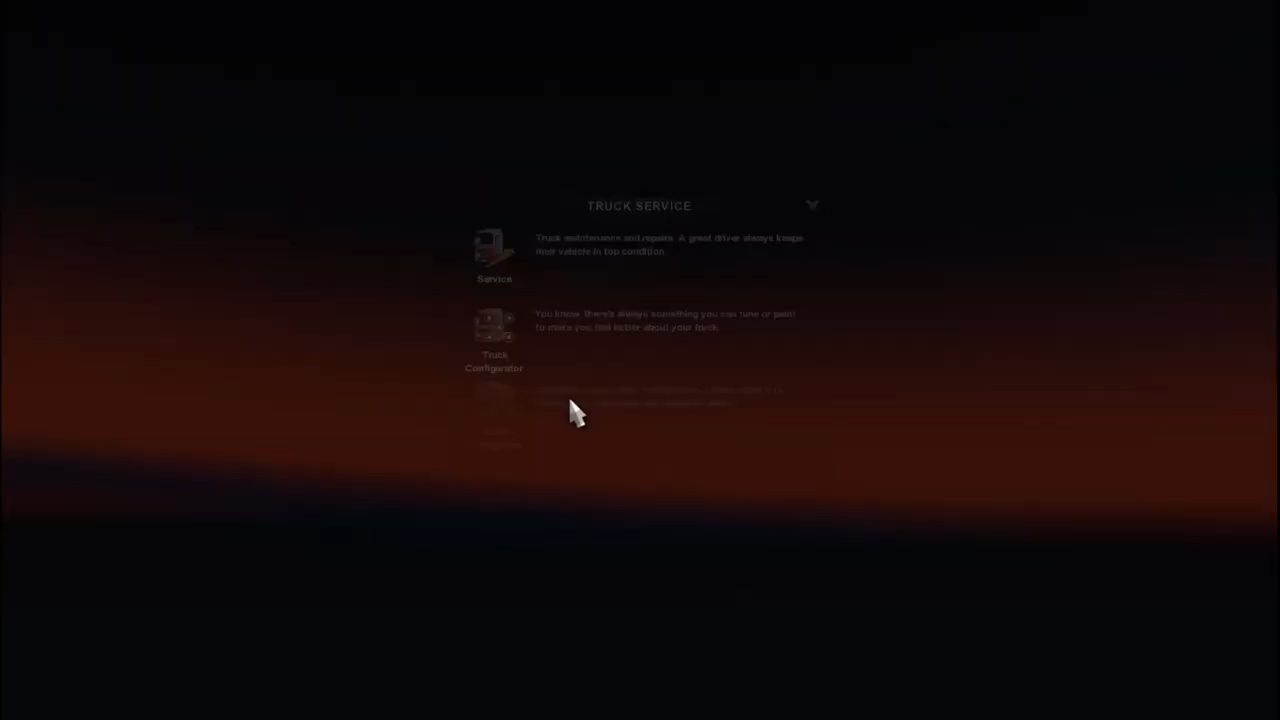 TRUCK SERVICE
Truck maintenance and repairs. A great driver always keeps
their vehicle in top condition.
Service
You know, there's always something you can tune or paint
to make you feel better about your truck.
Truck
Configurator